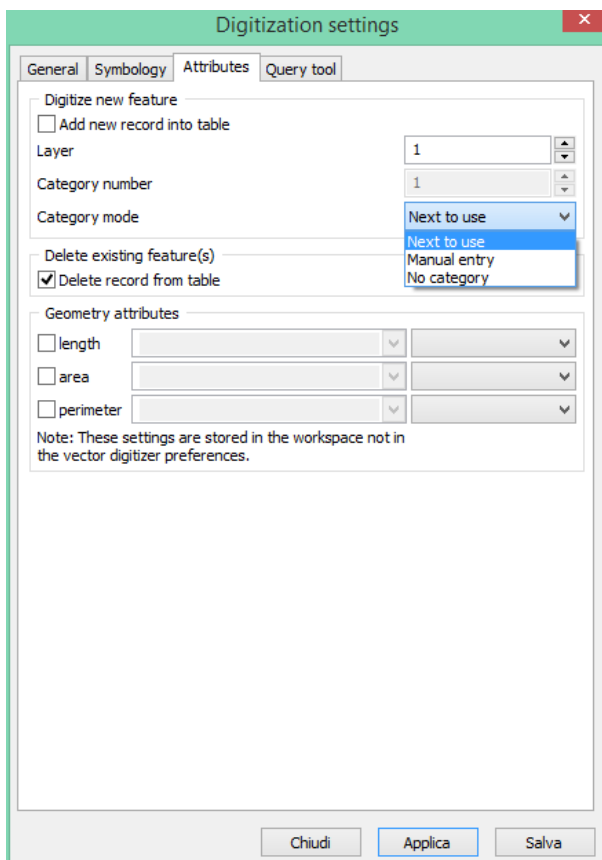 Digitization settings
General Symbology Attributes Query tool
Digitize new feature
Add new record into table
Layer 1
Category number 1
Category mode Next to use
Next to use
Manual entry
No category
Delete existing feature(s)
Delete record from table
Geometry attributes
length
area
perimeter
Note: These settings are stored in the workspace not in
the vector digitizer preferences.
Chiudi Applica Salva